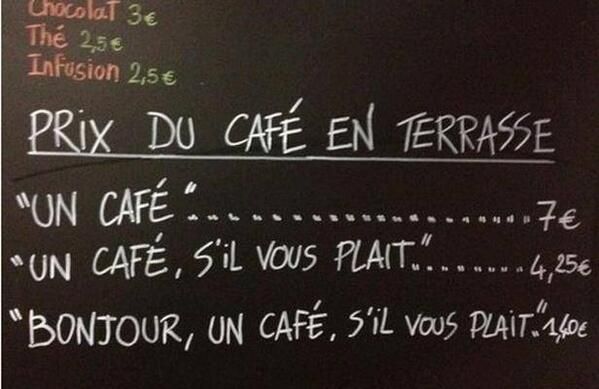 Chocolat 3€
Thé 2,5€
Infusion 2,5€
PRIX DU CAFÉ EN TERRASSE
"UN CAFÉ".......................7€
"UN CAFÉ, S'IL VOUS PLAIT."..........4,25€
"BONJOUR, UN CAFÉ, S'IL VOUS PLAIT."1,40€